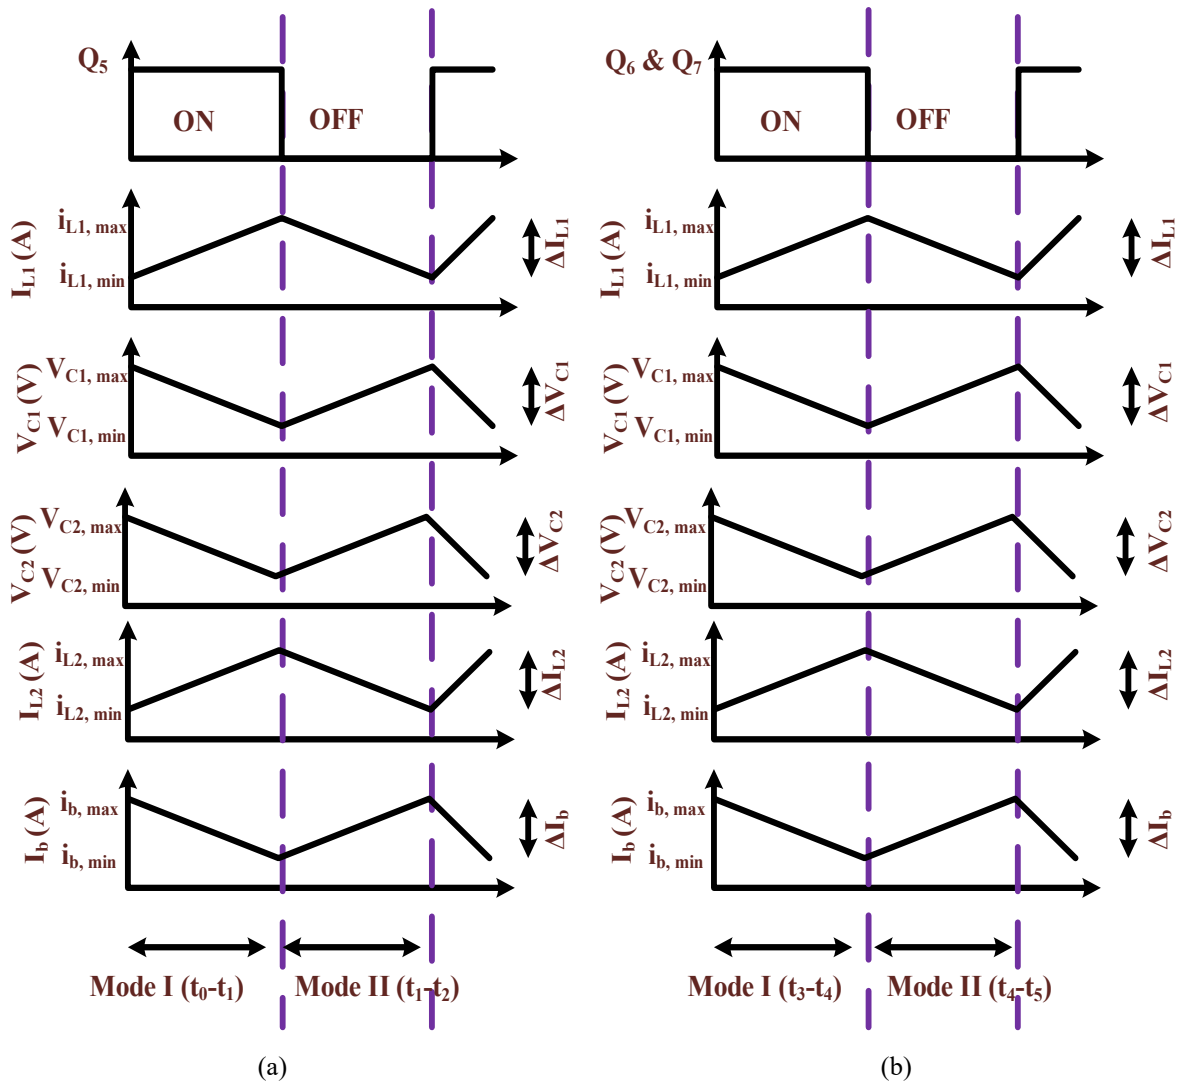 Q5
ON
OFF
IL1 (A)
iL1, max
iL1, min
ΔIL1
VC1 (V)
VC1, max
VC1, min
ΔVC1
VC2 (V)
VC2, max
VC2, min
ΔVC2
IL2 (A)
iL2, max
iL2, min
ΔIL2
Ib (A)
ib, max
ib, min
ΔIb
Mode I (t0-t1)
Mode II (t1-t2)
(a)
Q6 & Q7
ON
OFF
IL1 (A)
iL1, max
iL1, min
ΔIL1
VC1 (V)
VC1, max
VC1, min
ΔVC1
VC2 (V)
VC2, max
VC2, min
ΔVC2
IL2 (A)
iL2, max
iL2, min
ΔIL2
Ib (A)
ib, max
ib, min
ΔIb
Mode I (t3-t4)
Mode II (t4-t5)
(b)